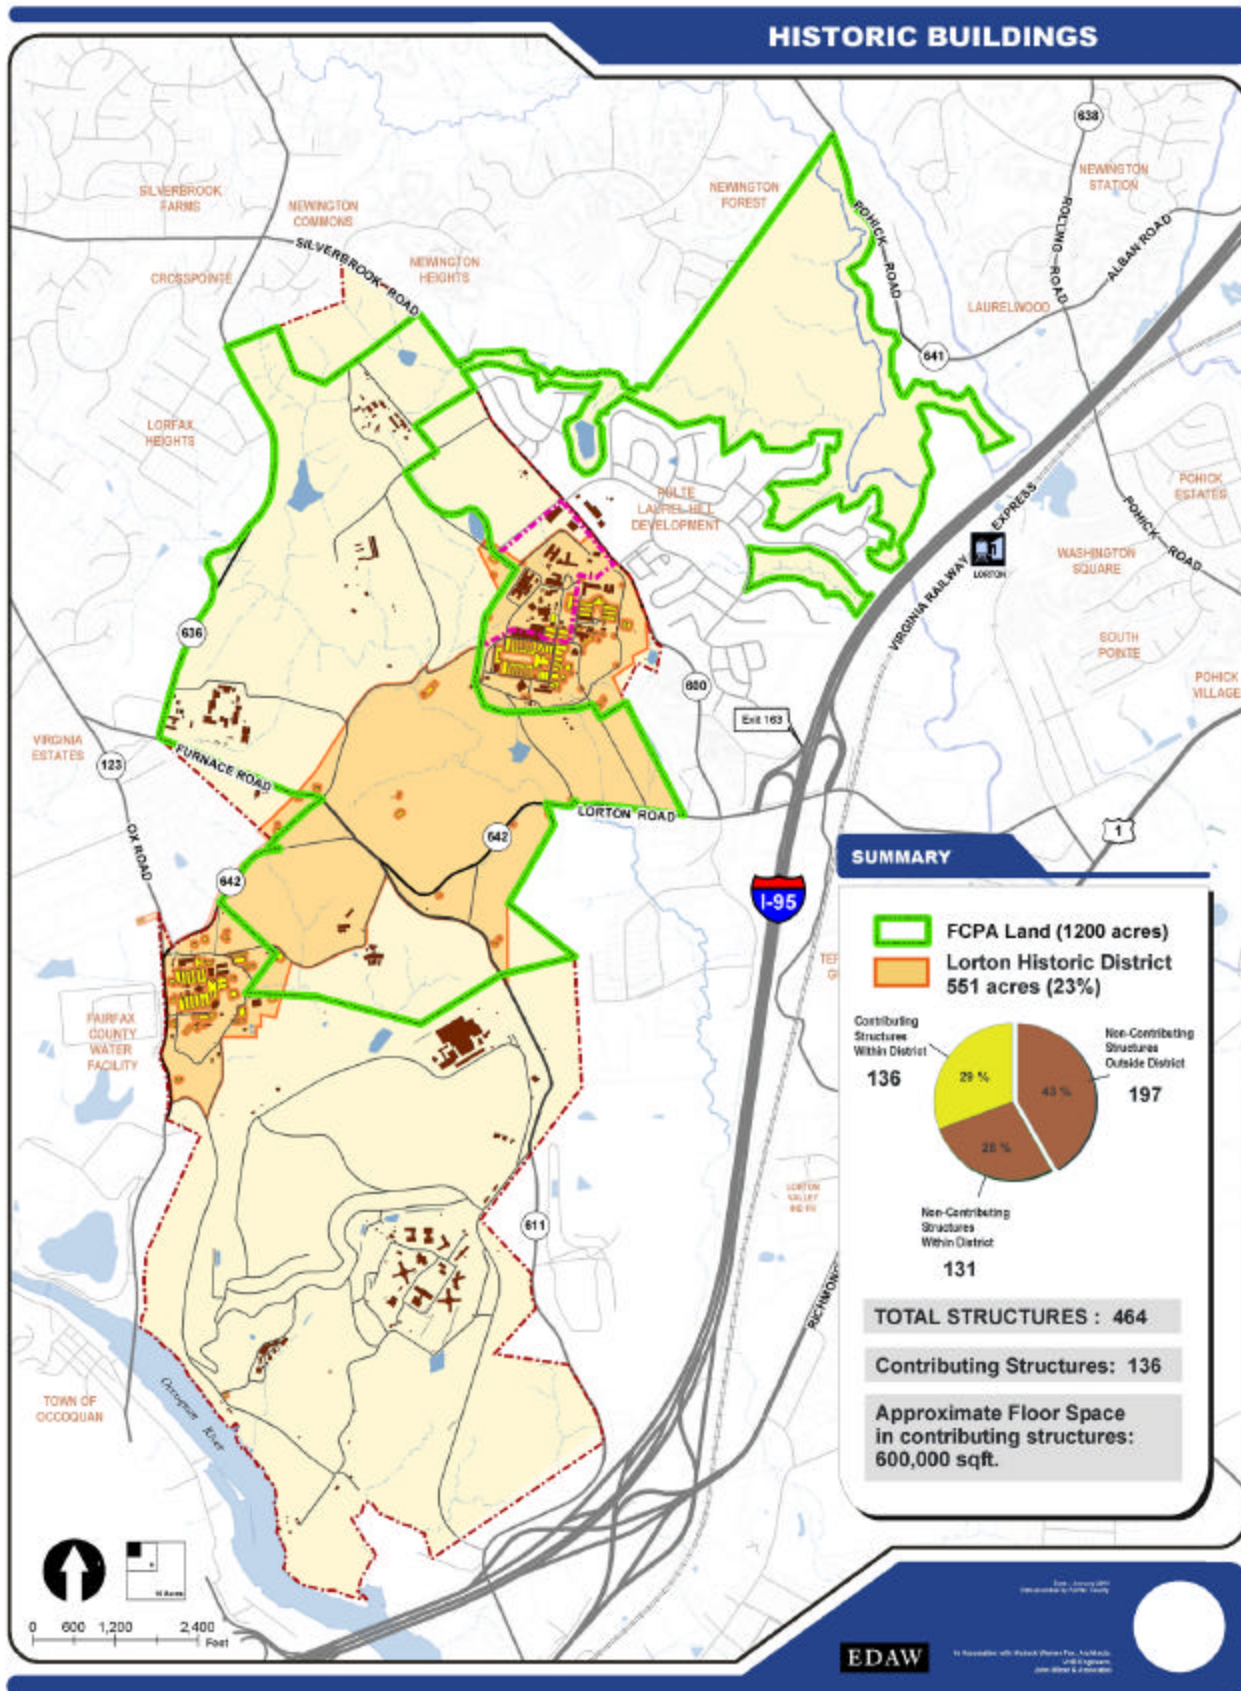 HISTORIC BUILDINGS
638
SILVERBROOK
FARMS
NEWINGTON
COMMONS
NEWINGTON
FOREST
NEWINGTON
STATION
POHICK ROAD
ROLLING ROAD
ALBAN ROAD
SILVERBROOK ROAD
NEWINGTON
HEIGHTS
CROSSPOINTE
LAURELWOOD
641
LORFAX
HEIGHTS
PULTE
LAUREL HILL
DEVELOPMENT
POHICK
ESTATES
POHICK ROAD
VIRGINIA RAILWAY EXPRESS
LORTON
WASHINGTON
SQUARE
636
SOUTH
POINTE
POHICK
VILLAGE
600
Exit 163
VIRGINIA
ESTATES
123
FURNACE ROAD
LORTON ROAD
OX ROAD
642
642
1
I-95
SUMMARY
FCPA Land (1200 acres)
Lorton Historic District
551 acres (23%)
Contributing
Structures
Within District
136
29 %
43 %
28 %
Non-Contributing
Structures
Outside District
197
Non-Contributing
Structures
Within District
131
TOTAL STRUCTURES : 464
Contributing Structures: 136
Approximate Floor Space
in contributing structures:
600,000 sqft.
FAIRFAX
COUNTY
WATER
FACILITY
LORTON
VALLEY
611
TOWN OF
OCCOQUAN
Occoquan River
0 600 1,200 2,400
Feet
EDAW